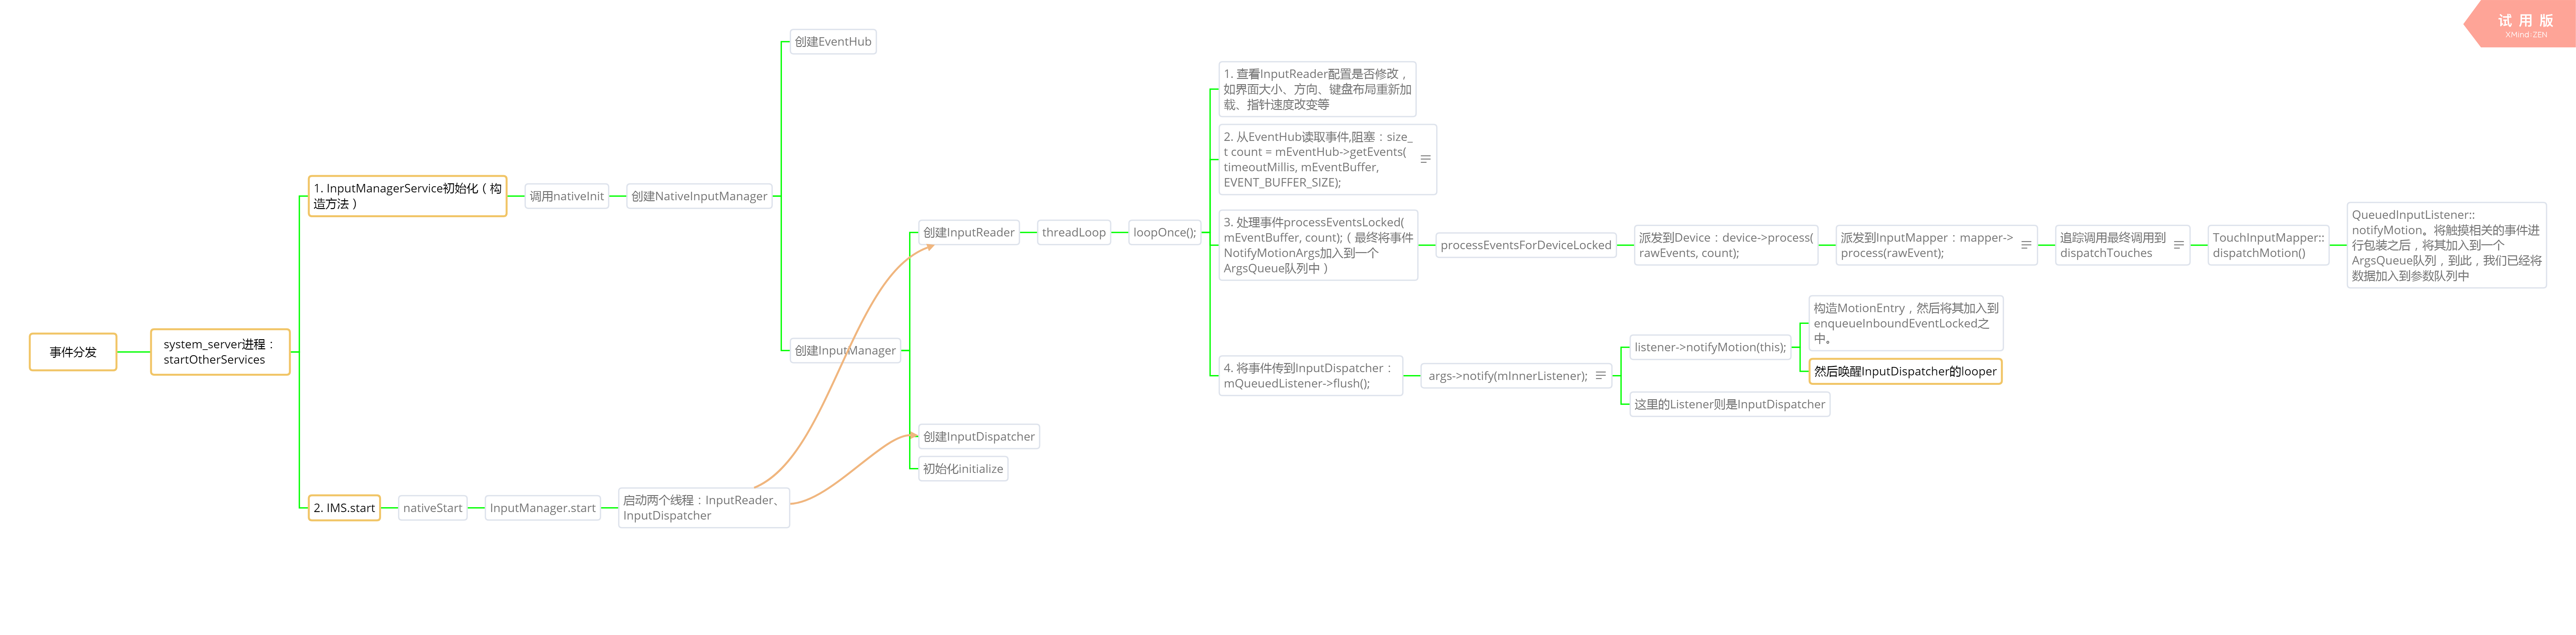 试 用 版
XMind:ZEN
事件分发
system_server进程：
startOtherServices
1. InputManagerService初始化（构
造方法）
调用nativeInit
创建NativeInputManager
创建EventHub
创建InputManager
创建InputReader
threadLoop
loopOnce();
1. 查看InputReader配置是否修改，
如界面大小、方向、键盘布局重新加
载、指针速度改变等
2. 从EventHub读取事件,阻塞：size_
t count = mEventHub->getEvents(
timeoutMillis, mEventBuffer,
EVENT_BUFFER_SIZE);
3. 处理事件processEventsLocked(
mEventBuffer, count);（最终将事件
NotifyMotionArgs加入到一个
ArgsQueue队列中）
processEventsForDeviceLocked
派发到Device：device->process(
rawEvents, count);
派发到InputMapper：mapper->
process(rawEvent);
追踪调用最终调用到
dispatchTouches
TouchInputMapper::
dispatchMotion()
QueuedInputListener::
notifyMotion。将触摸相关的事件进
行包装之后，将其加入到一个
ArgsQueue队列，到此，我们已经将
数据加入到参数队列中
4. 将事件传到InputDispatcher：
mQueuedListener->flush();
args->notify(mInnerListener);
listener->notifyMotion(this);
构造MotionEntry，然后将其加入到
enqueueInboundEventLocked之
中。
然后唤醒InputDispatcher的looper
这里的Listener则是InputDispatcher
创建InputDispatcher
初始化initialize
2. IMS.start
nativeStart
InputManager.start
启动两个线程：InputReader、
InputDispatcher